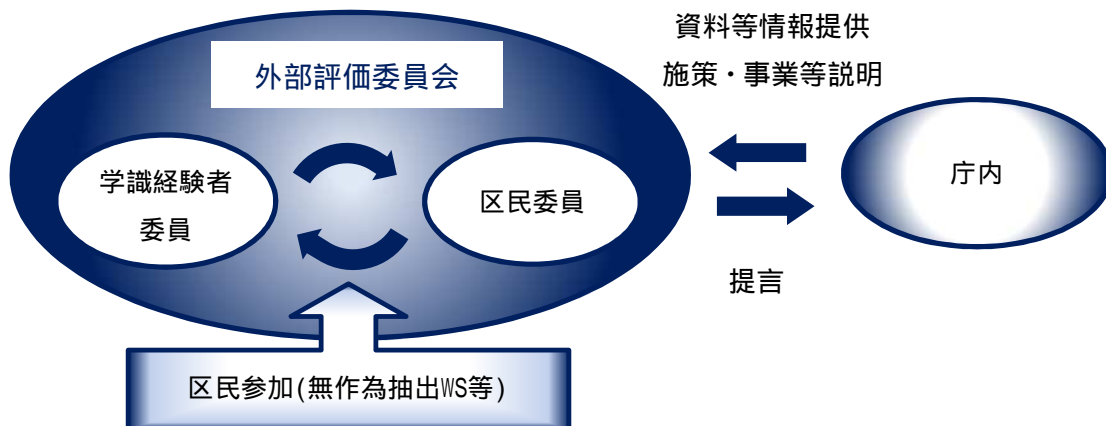 資料等情報提供
施策・事業等説明
外部評価委員会
学識経験者
委員
区民委員
庁内
提言
区民参加(無作為抽出WS等)